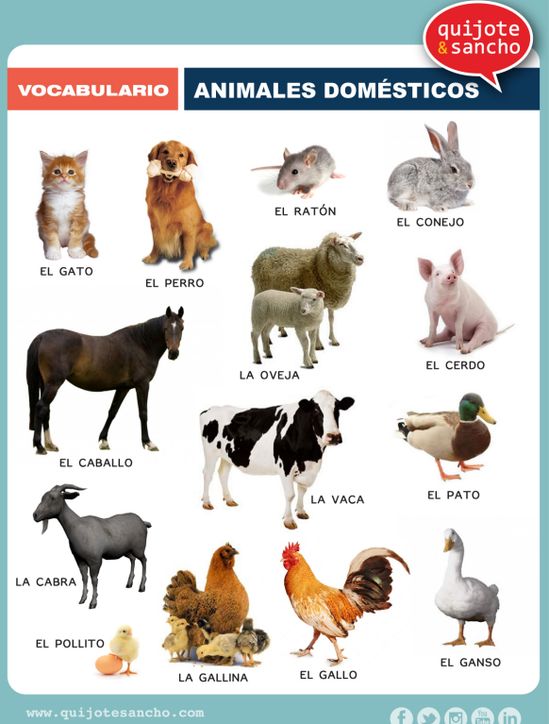 quijote
& sancho
VOCABULARIO
ANIMALES DOMÉSTICOS
EL GATO
EL PERRO
EL RATÓN
EL CONEJO
LA OVEJA
EL CERDO
EL CABALLO
LA VACA
EL PATO
LA CABRA
EL POLLITO
LA GALLINA
EL GALLO
EL GANSO
www.quijotesancho.com